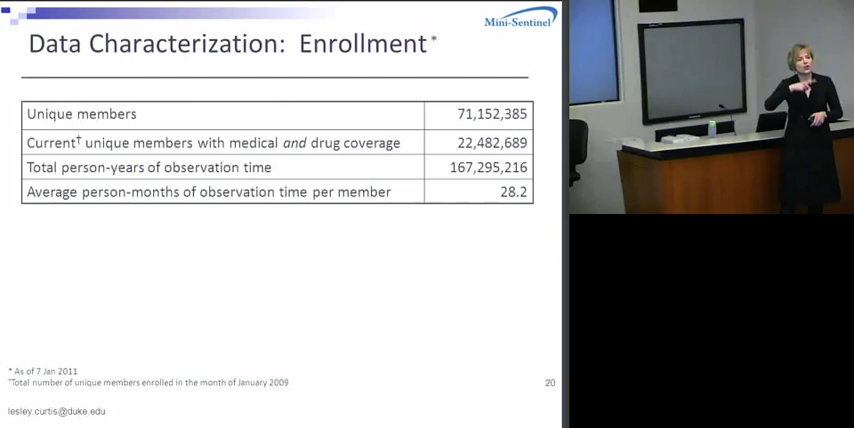 Mini-Sentinel
Data Characterization: Enrollment*
Unique members 71,152,385
Current† unique members with medical and drug coverage 22,482,689
Total person-years of observation time 167,295,216
Average person-months of observation time per member 28.2
* As of 7 Jan 2011
†Total number of unique members enrolled in the month of January 2009
20
lesley.curtis@duke.edu